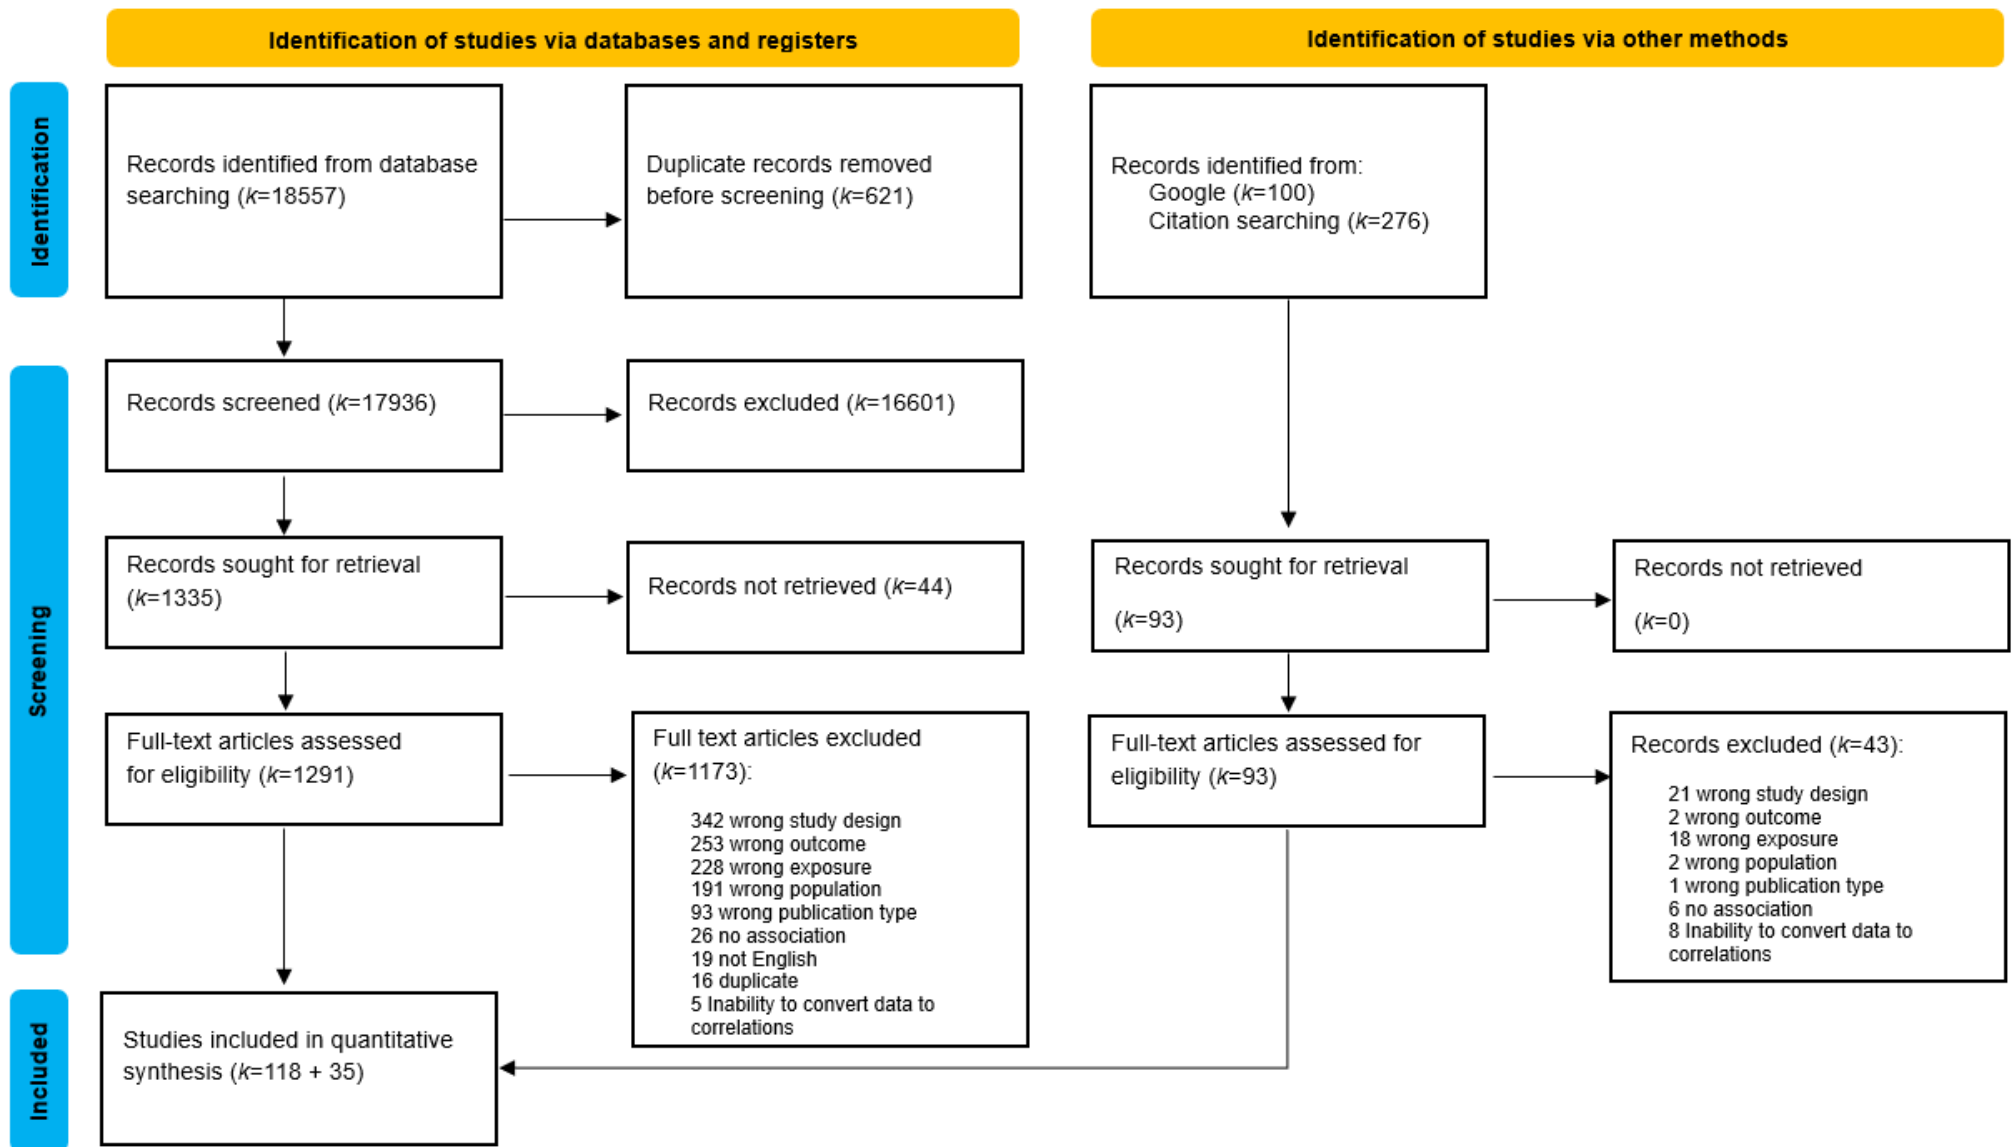 Identification of studies via databases and registers
Identification of studies via other methods
Identification
Records identified from database
searching (k=18557)
Duplicate records removed
before screening (k=621)
Records identified from:
Google (k=100)
Citation searching (k=276)
Screening
Records screened (k=17936)
Records excluded (k=16601)
Records sought for retrieval
(k=1335)
Records not retrieved (k=44)
Records sought for retrieval
(k=93)
Records not retrieved
(k=0)
Full-text articles assessed
for eligibility (k=1291)
Full text articles excluded
(k=1173):
342 wrong study design
253 wrong outcome
228 wrong exposure
191 wrong population
93 wrong publication type
26 no association
19 not English
16 duplicate
5 Inability to convert data to
correlations
Full-text articles assessed for
eligibility (k=93)
Records excluded (k=43):
21 wrong study design
2 wrong outcome
18 wrong exposure
2 wrong population
1 wrong publication type
6 no association
8 Inability to convert data to
correlations
Included
Studies included in quantitative
synthesis (k=118 + 35)